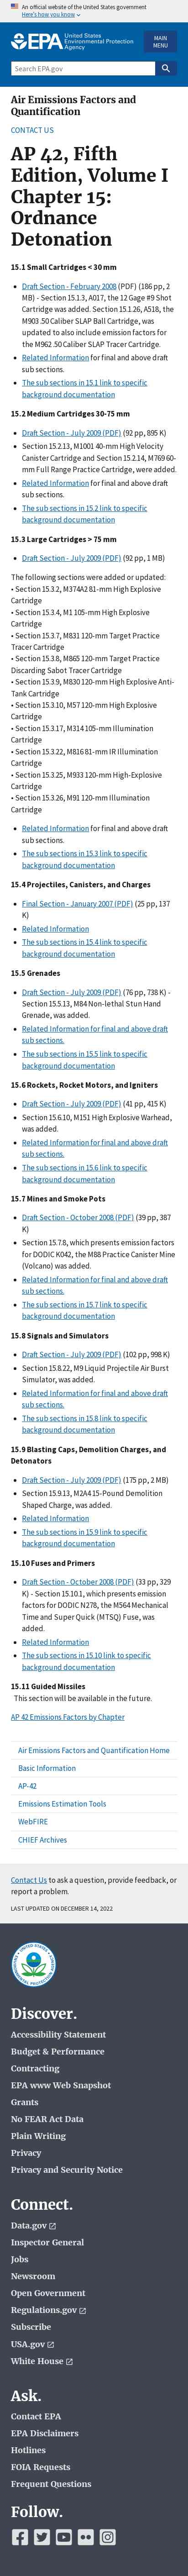 An official website of the United States government
Here's how you know
EPA
United States
Environmental Protection
Agency
MAIN
MENU
Search EPA.gov
Air Emissions Factors and
Quantification
CONTACT US
AP 42, Fifth
Edition, Volume I
Chapter 15:
Ordnance
Detonation
15.1 Small Cartridges < 30 mm
• Draft Section - February 2008 (PDF) (186 pp, 2
MB) - Section 15.1.3, A017, the 12 Gage #9 Shot
Cartridge was added. Section 15.1.26, A518, the
M903 .50 Caliber SLAP Ball Cartridge, was
updated to include emission factors for
the M962 .50 Caliber SLAP Tracer Cartridge.
• Related Information for final and above draft
sub sections.
• The sub sections in 15.1 link to specific
background documentation
15.2 Medium Cartridges 30-75 mm
• Draft Section - July 2009 (PDF) (92 pp, 895 K)
• Section 15.2.13, M1001 40-mm High Velocity
Canister Cartridge and Section 15.2.14, M769 60-
mm Full Range Practice Cartridge, were added.
• Related Information for final and above draft
sub sections.
• The sub sections in 15.2 link to specific
background documentation
15.3 Large Cartridges > 75 mm
• Draft Section - July 2009 (PDF) (92 pp, 1 MB)
The following sections were added or updated:
• Section 15.3.2, M374A2 81-mm High Explosive
Cartridge
• Section 15.3.4, M1 105-mm High Explosive
Cartridge
• Section 15.3.7, M831 120-mm Target Practice
Tracer Cartridge
• Section 15.3.8, M865 120-mm Target Practice
Discarding Sabot Tracer Cartridge
• Section 15.3.9, M830 120-mm High Explosive Anti-
Tank Cartridge
• Section 15.3.10, M57 120-mm High Explosive
Cartridge
• Section 15.3.17, M314 105-mm Illumination
Cartridge
• Section 15.3.22, M816 81-mm IR Illumination
Cartridge
• Section 15.3.25, M933 120-mm High-Explosive
Cartridge
• Section 15.3.26, M91 120-mm Illumination
Cartridge
• Related Information for final and above draft
sub sections.
• The sub sections in 15.3 link to specific
background documentation
15.4 Projectiles, Canisters, and Charges
• Final Section - January 2007 (PDF) (25 pp, 137
K)
• Related Information
• The sub sections in 15.4 link to specific
background documentation
15.5 Grenades
• Draft Section - July 2009 (PDF) (76 pp, 738 K) -
Section 15.5.13, M84 Non-lethal Stun Hand
Grenade, was added.
• Related Information for final and above draft
sub sections.
• The sub sections in 15.5 link to specific
background documentation
15.6 Rockets, Rocket Motors, and Igniters
• Draft Section - July 2009 (PDF) (41 pp, 415 K)
• Section 15.6.10, M151 High Explosive Warhead,
was added.
• Related Information for final and above draft
sub sections.
• The sub sections in 15.6 link to specific
background documentation
15.7 Mines and Smoke Pots
• Draft Section - October 2008 (PDF) (39 pp, 387
K)
• Section 15.7.8, which presents emission factors
for DODIC K042, the M88 Practice Canister Mine
(Volcano) was added.
• Related Information for final and above draft
sub sections.
• The sub sections in 15.7 link to specific
background documentation
15.8 Signals and Simulators
• Draft Section - July 2009 (PDF) (102 pp, 998 K)
• Section 15.8.22, M9 Liquid Projectile Air Burst
Simulator, was added.
• Related Information for final and above draft
sub sections.
• The sub sections in 15.8 link to specific
background documentation
15.9 Blasting Caps, Demolition Charges, and
Detonators
• Draft Section - July 2009 (PDF) (175 pp, 2 MB)
• Section 15.9.13, M2A4 15-Pound Demolition
Shaped Charge, was added.
• Related Information
• The sub sections in 15.9 link to specific
background documentation
15.10 Fuses and Primers
• Draft Section - October 2008 (PDF) (33 pp, 329
K) - Section 15.10.1, which presents emission
factors for DODIC N278, the M564 Mechanical
Time and Super Quick (MTSQ) Fuse, was
added.
• Related Information
• The sub sections in 15.10 link to specific
background documentation
15.11 Guided Missiles
This section will be available in the future.
AP 42 Emissions Factors by Chapter
Air Emissions Factors and Quantification Home
Basic Information
AP-42
Emissions Estimation Tools
WebFIRE
CHIEF Archives
Contact Us to ask a question, provide feedback, or
report a problem.
LAST UPDATED ON DECEMBER 14, 2022
Discover.
Accessibility Statement
Budget & Performance
Contracting
EPA www Web Snapshot
Grants
No FEAR Act Data
Plain Writing
Privacy
Privacy and Security Notice
Connect.
Data.gov
Inspector General
Jobs
Newsroom
Open Government
Regulations.gov
Subscribe
USA.gov
White House
Ask.
Contact EPA
EPA Disclaimers
Hotlines
FOIA Requests
Frequent Questions
Follow.